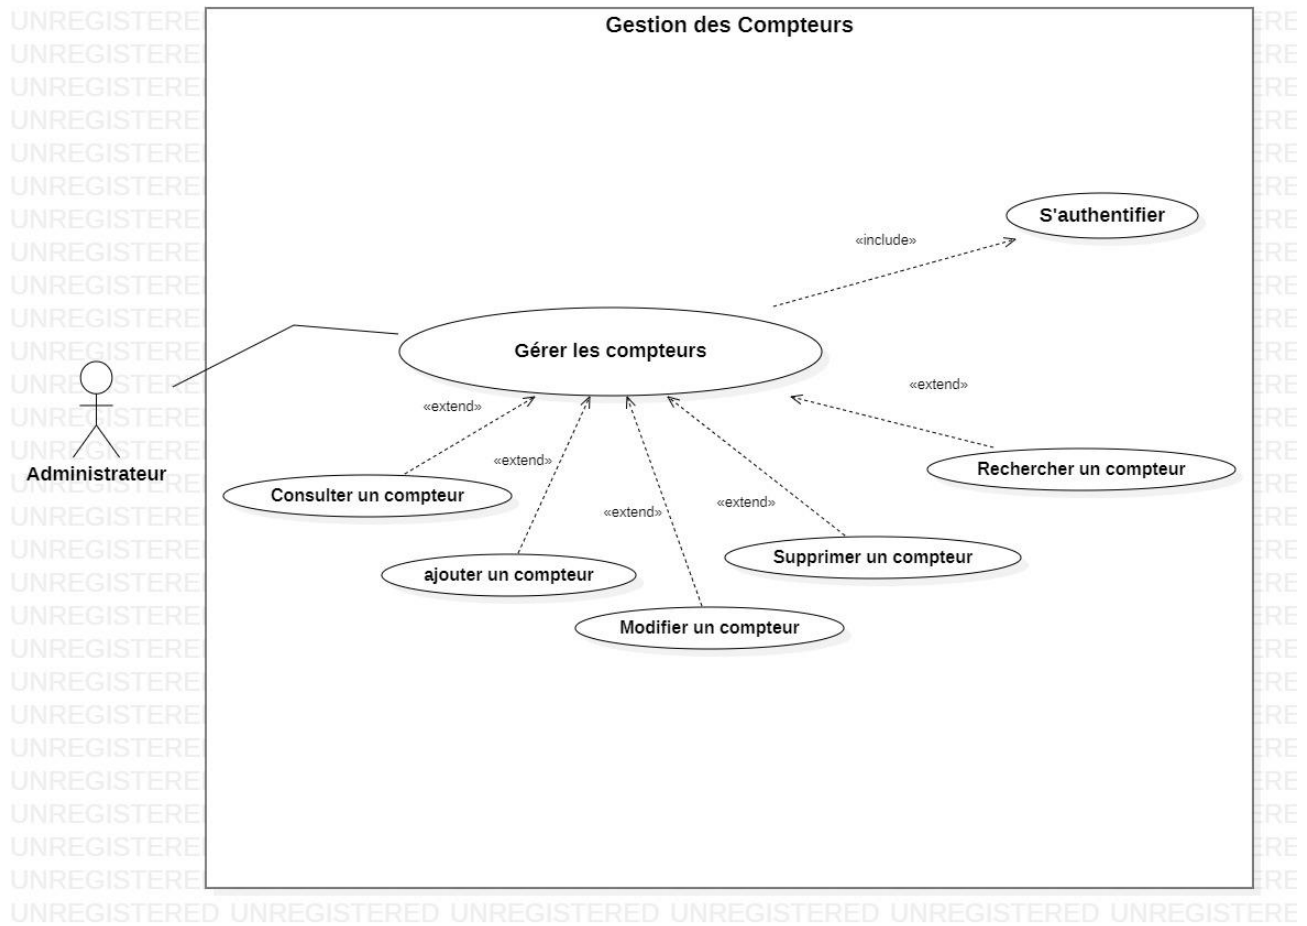 Gestion des Compteurs
S'authentifier
«include»
Gérer les compteurs
«extend»
«extend»
«extend»
«extend»
«extend»
Administrateur
Consulter un compteur
Rechercher un compteur
ajouter un compteur
Supprimer un compteur
Modifier un compteur
UNREGISTERED UNREGISTERED UNREGISTERED UNREGISTERED UNREGISTERED UNREGISTERE